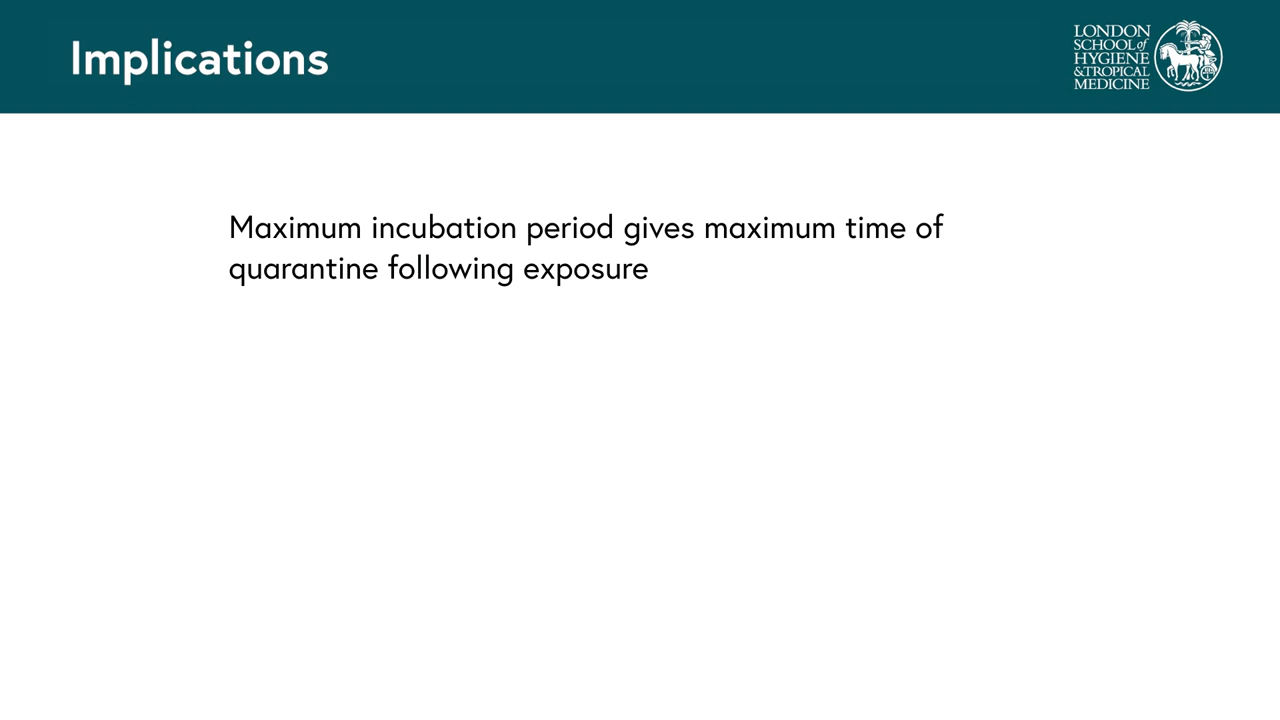 Implications
LONDON
SCHOOL of
HYGIENE
& TROPICAL
MEDICINE
Maximum incubation period gives maximum time of
quarantine following exposure